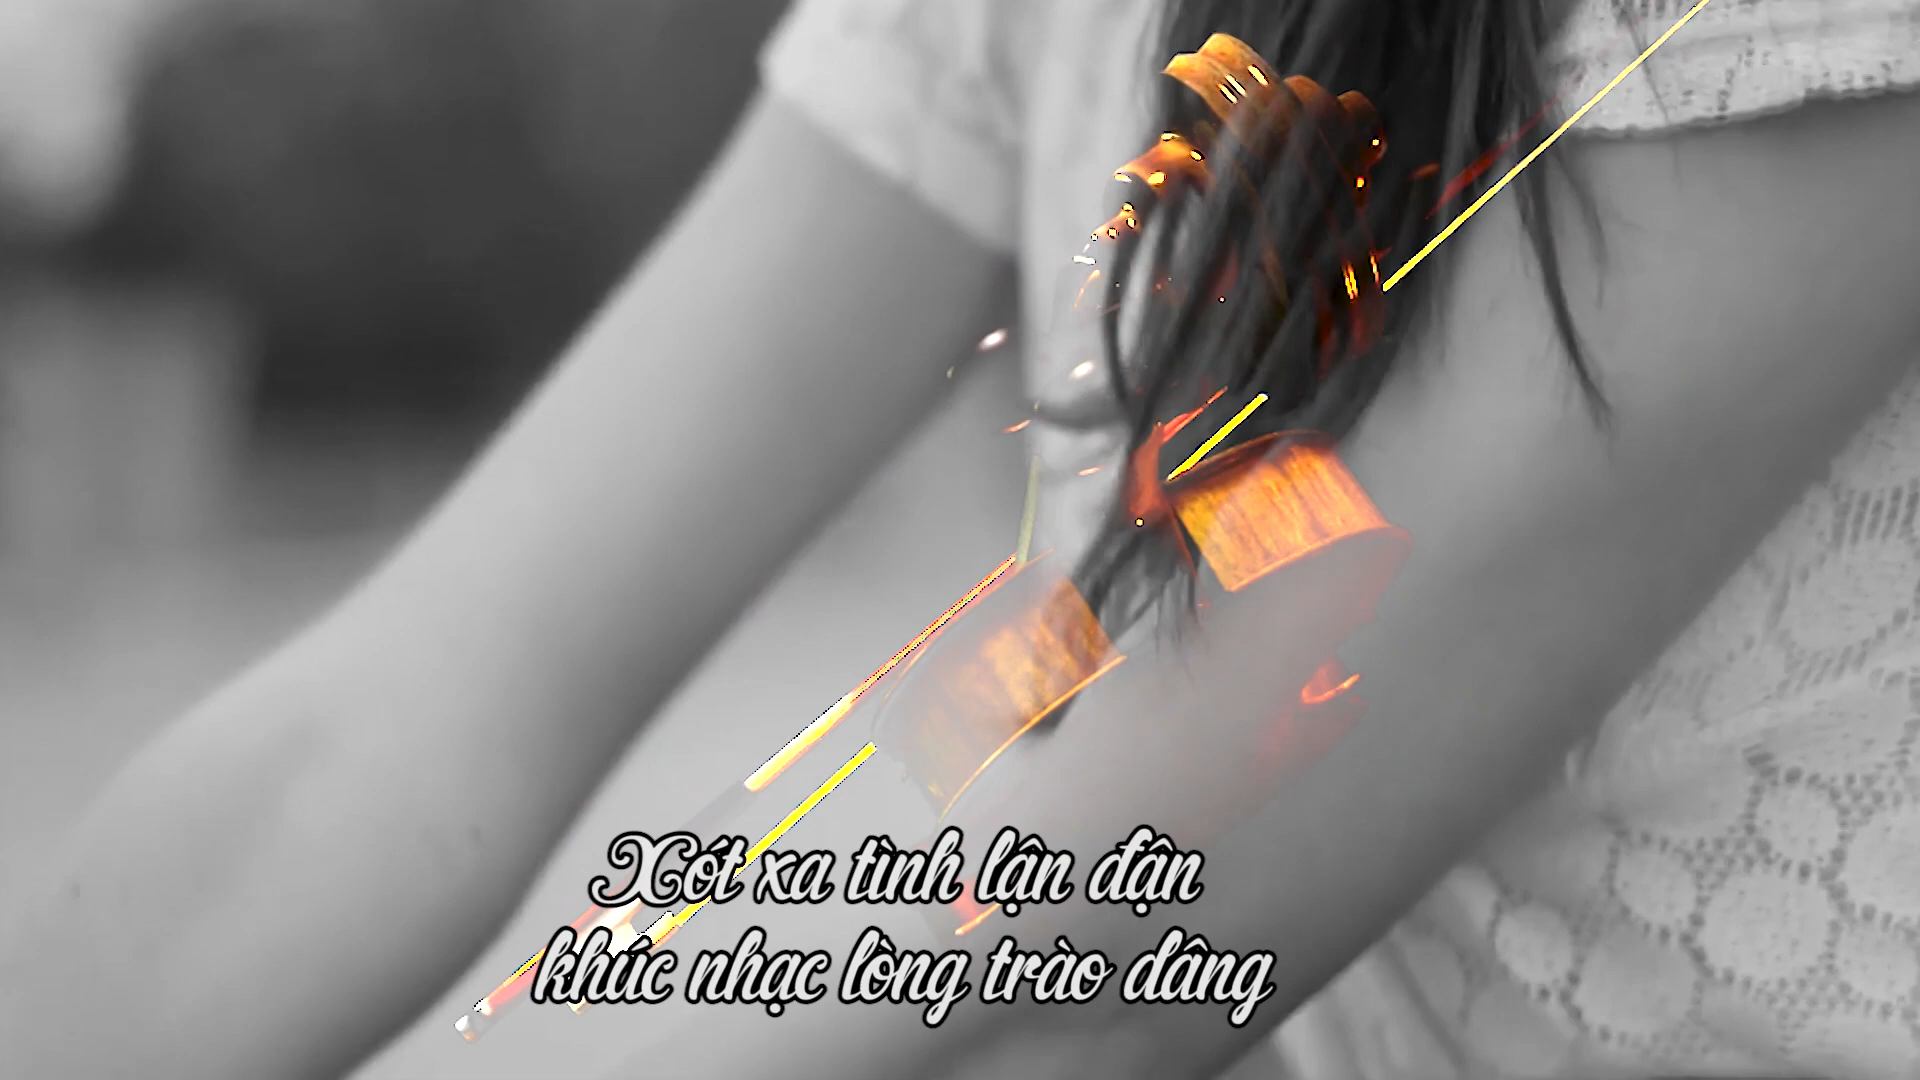 Xót xa tình lận đận
khúc nhạc lòng trào dâng